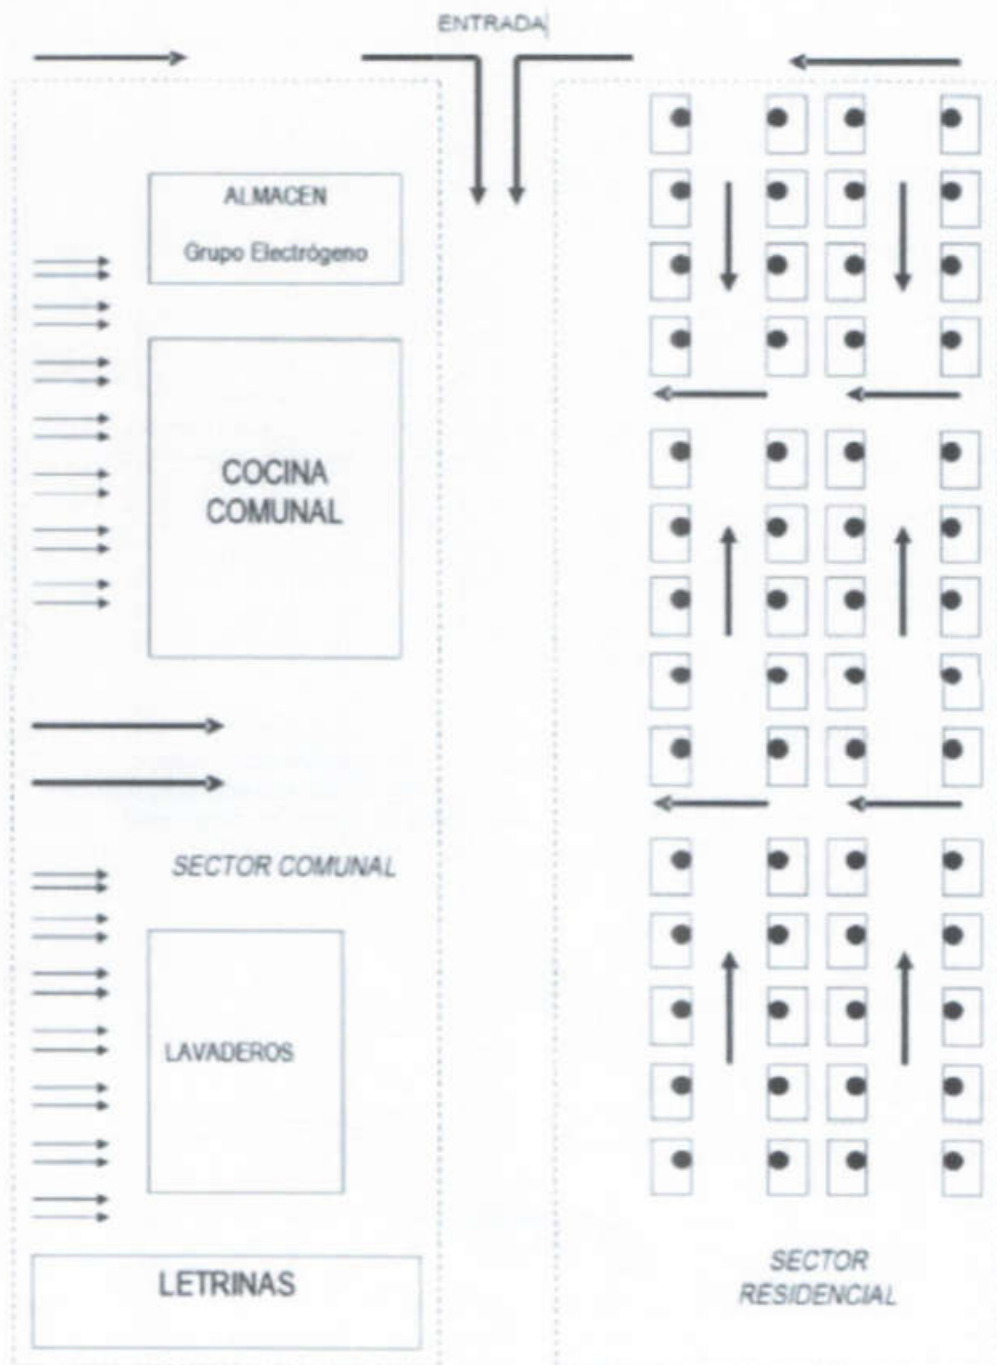 ENTRADA
ALMACEN
Grupo Electrógeno
COCINA
COMUNAL
SECTOR COMUNAL
LAVADEROS
LETRINAS
SECTOR
RESIDENCIAL